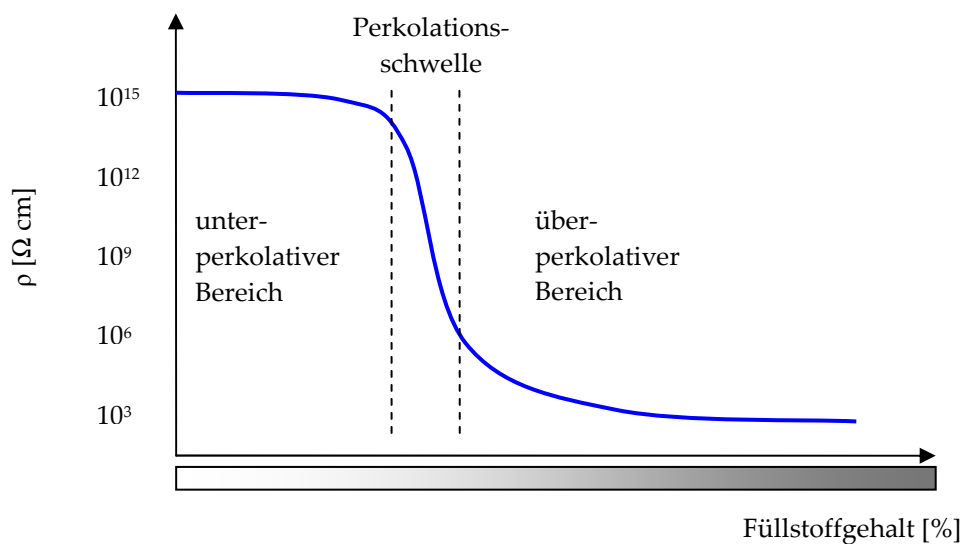 Perkolations-
schwelle
10¹⁵
10¹²
10⁹
10⁶
10³
ρ [Ω cm]
unter-
perkolativer
Bereich
über-
perkolativer
Bereich
Füllstoffgehalt [%]